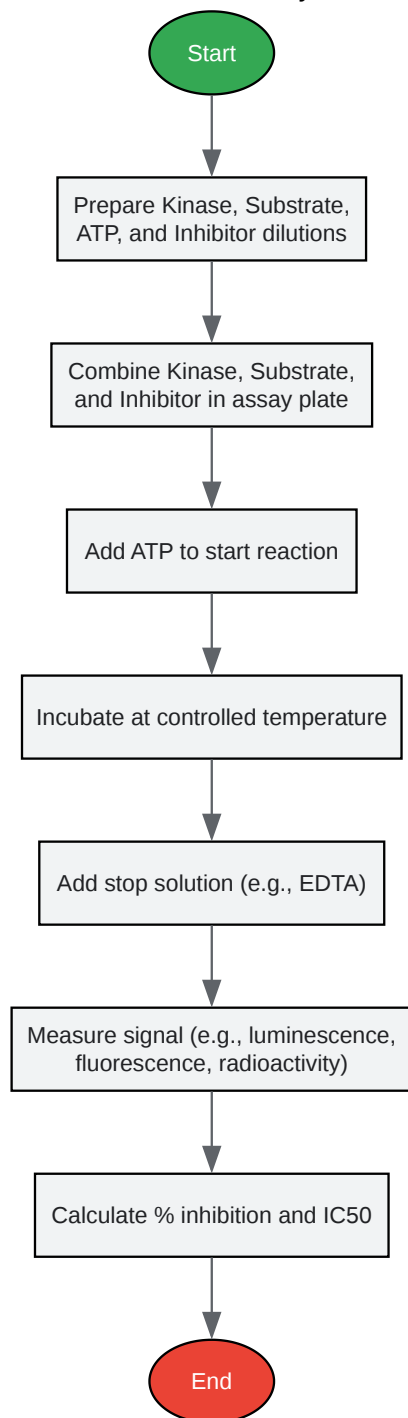 Start
Prepare Kinase, Substrate,
ATP, and Inhibitor dilutions
Combine Kinase, Substrate,
and Inhibitor in assay plate
Add ATP to start reaction
Incubate at controlled temperature
Add stop solution (e.g., EDTA)
Measure signal (e.g., luminescence,
fluorescence, radioactivity)
Calculate % inhibition and IC50
End